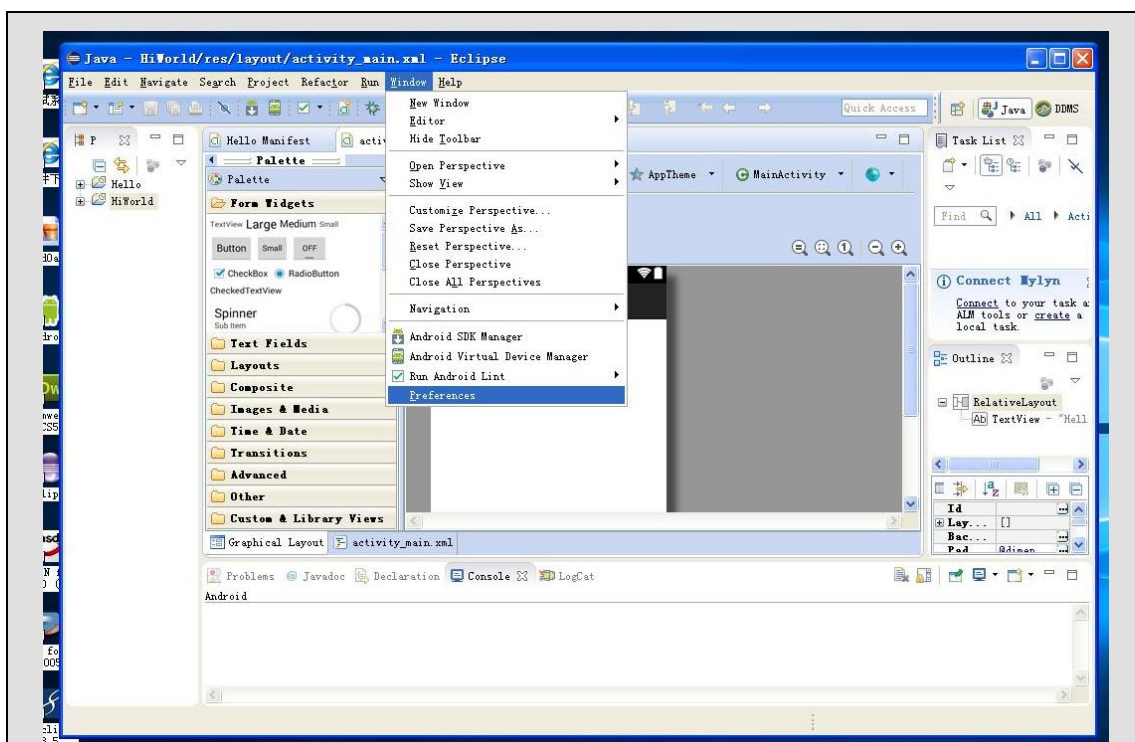 Java - HiWorld/res/layout/activity_main.xml - Eclipse
File Edit Navigate Search Project Refactor Run Window Help
Quick Access
Java
DDMS
P
Hello
HiWorld
Hello Manifest
Palette
Palette
Form Widgets
TextView Large Medium Small
Button Small OFF
CheckBox RadioButton
CheckedTextView
Spinner
Sub Item
Text Fields
Layouts
Composite
Images & Media
Time & Date
Transitions
Advanced
Other
Custom & Library Views
Graphical Layout
activity_main.xml
New Window
Editor
Hide Toolbar
Open Perspective
Show View
Customize Perspective...
Save Perspective As...
Reset Perspective...
Close Perspective
Close All Perspectives
Navigation
Android SDK Manager
Android Virtual Device Manager
Run Android Lint
Preferences
AppTheme
MainActivity
Task List
Find
All
Acti
Connect Mylyn
Connect to your task
ALM tools or create a
local task.
Outline
RelativeLayout
Ab TextView - "Hell
Id
Lay... []
Bac...
Pad
Problems @ Javadoc Declaration Console LogCat
Android